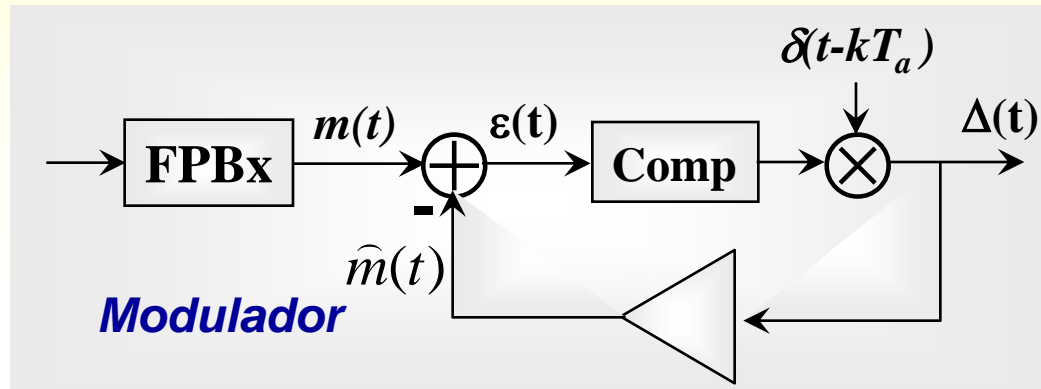 δ(t-kTₐ)
m(t)
ε(t)
Δ(t)
FPBx
+
Comp
×
-
m̂(t)
Modulador